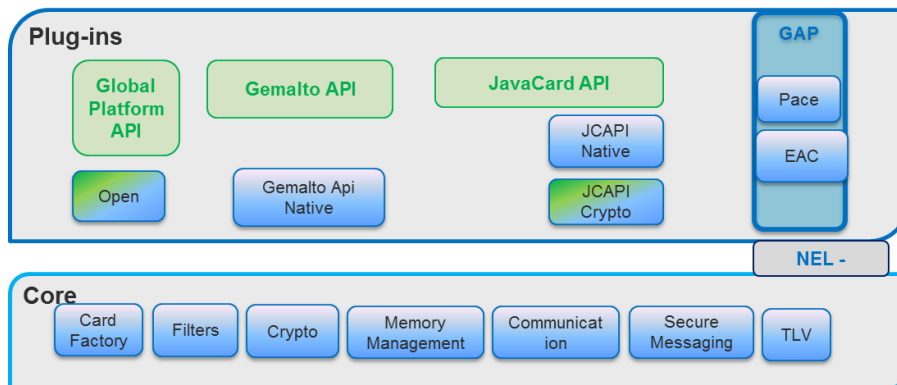 Plug-ins
GAP
Global
Platform
API
Gemalto API
JavaCard API
Pace
JCAPI
Native
EAC
Open
Gemalto Api
Native
JCAPI
Crypto
NEL -
Core
Card
Factory
Filters
Crypto
Memory
Management
Communicat
ion
Secure
Messaging
TLV